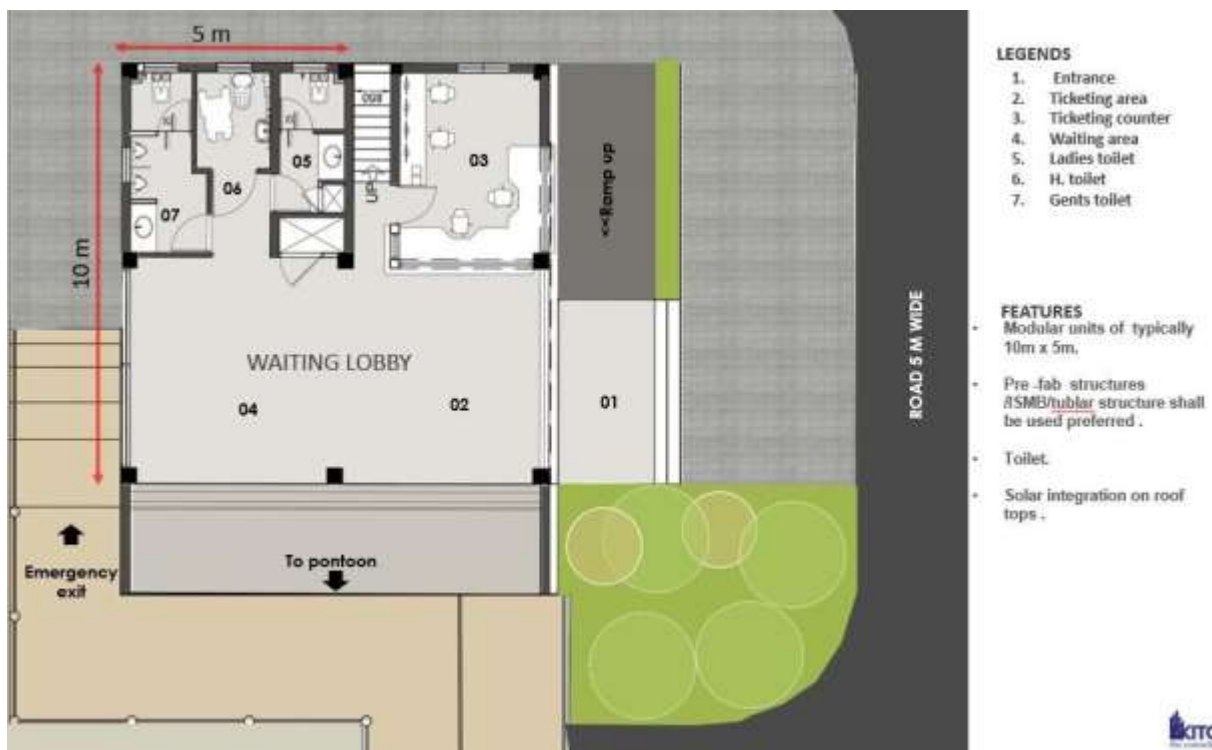 5 m
10 m
05
03
06
07
UP
<<Ramp up
WAITING LOBBY
04
02
01
ROAD 5 M WIDE
To pontoon
Emergency
exit
LEGENDS
1. Entrance
2. Ticketing area
3. Ticketing counter
4. Waiting area
5. Ladies toilet
6. H. toilet
7. Gents toilet
FEATURES
• Modular units of typically
10m x 5m.
• Pre -fab structures
/ISMB/tublar structure shall
be used preferred .
• Toilet.
• Solar integration on roof
tops .